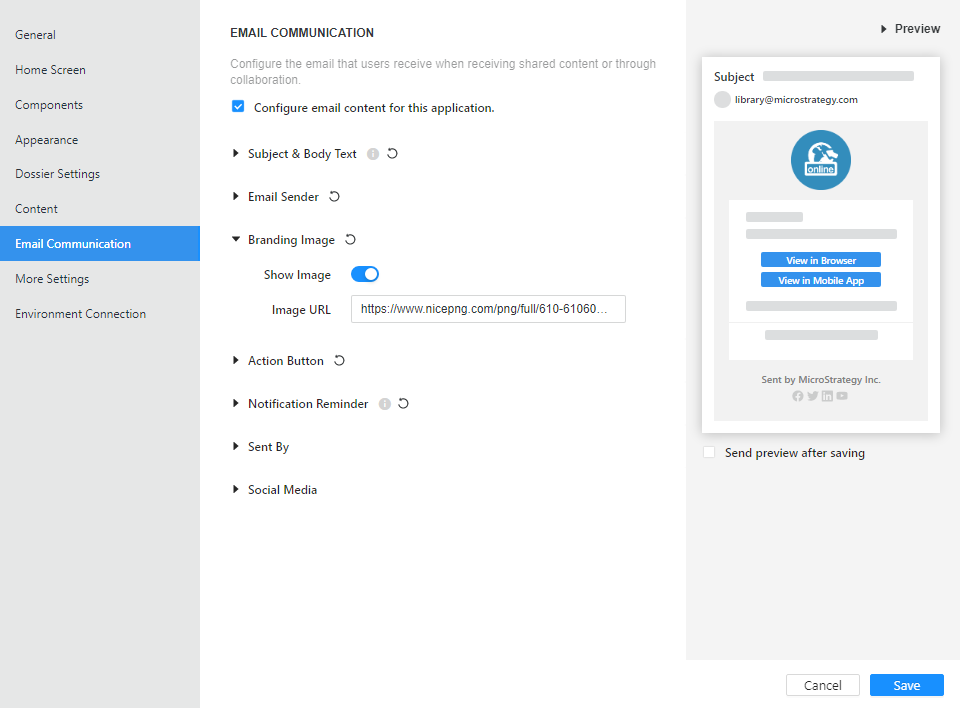 General
Home Screen
Components
Appearance
Dossier Settings
Content
Email Communication
More Settings
Environment Connection
EMAIL COMMUNICATION
Configure the email that users receive when receiving shared content or through
collaboration.
Configure email content for this application.
Subject & Body Text
Email Sender
Branding Image
Show Image
Image URL
https://www.nicepng.com/png/full/610-61060...
Action Button
Notification Reminder
Sent By
Social Media
Preview
Subject
library@microstrategy.com
online
View in Browser
View in Mobile App
Sent by MicroStrategy Inc.
Send preview after saving
Cancel
Save